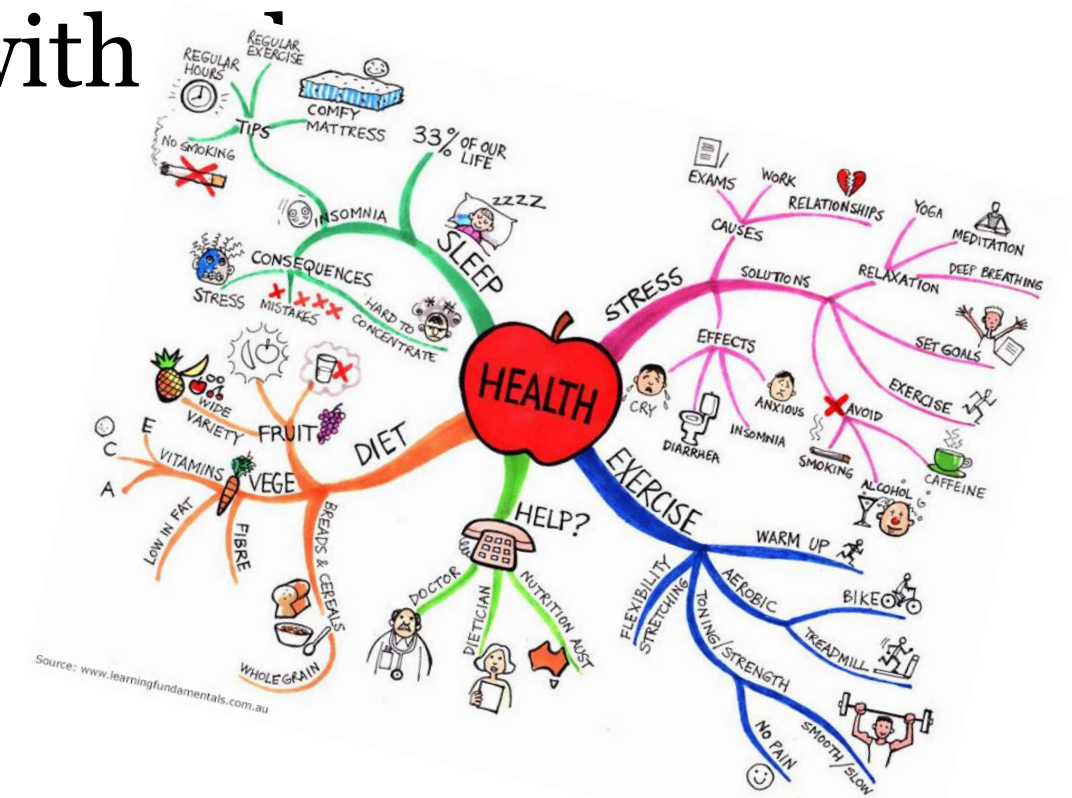 with
REGULAR
EXERCISE
REGULAR
HOURS
COMFY
MATTRESS
TIPS
NO SMOKING
33% OF OUR
LIFE
INSOMNIA
ZZZZ
SLEEP
CONSEQUENCES
STRESS
MISTAKES
HARD TO
CONCENTRATE
HEALTH
STRESS
CAUSES
EXAMS
WORK
RELATIONSHIPS
SOLUTIONS
RELAXATION
YOGA
MEDITATION
DEEP BREATHING
SET GOALS
EXERCISE
AVOID
SMOKING
ALCOHOL
CAFFEINE
EFFECTS
CRY
DIARRHEA
INSOMNIA
ANXIOUS
DIET
FRUIT
WIDE
VARIETY
VEGE
VITAMINS
E
C
A
LOW IN FAT
FIBRE
BREADS & CEREALS
WHOLEGRAIN
HELP?
DOCTOR
DIETICIAN
NUTRITION AUST
EXERCISE
WARM UP
AEROBIC
BIKE
TREADMILL
FLEXIBILITY
STRETCHING
TONING/STRENGTH
NO PAIN
SMOOTH/SLOW
Source: www.learningfundamentals.com.au